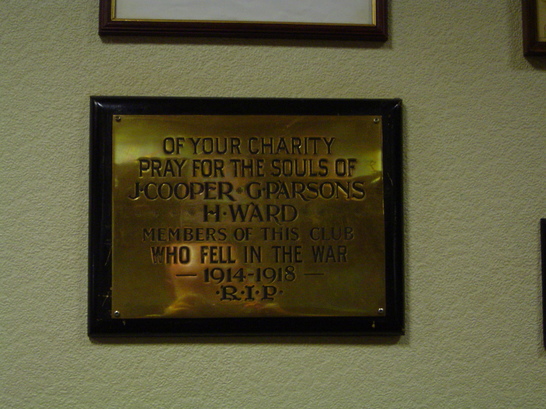 OF YOUR CHARITY
PRAY FOR THE SOULS OF
J·COOPER·G·PARSONS
H·WARD
MEMBERS OF THIS CLUB
WHO FELL IN THE WAR
— 1914-1918 —
·R·I·P·